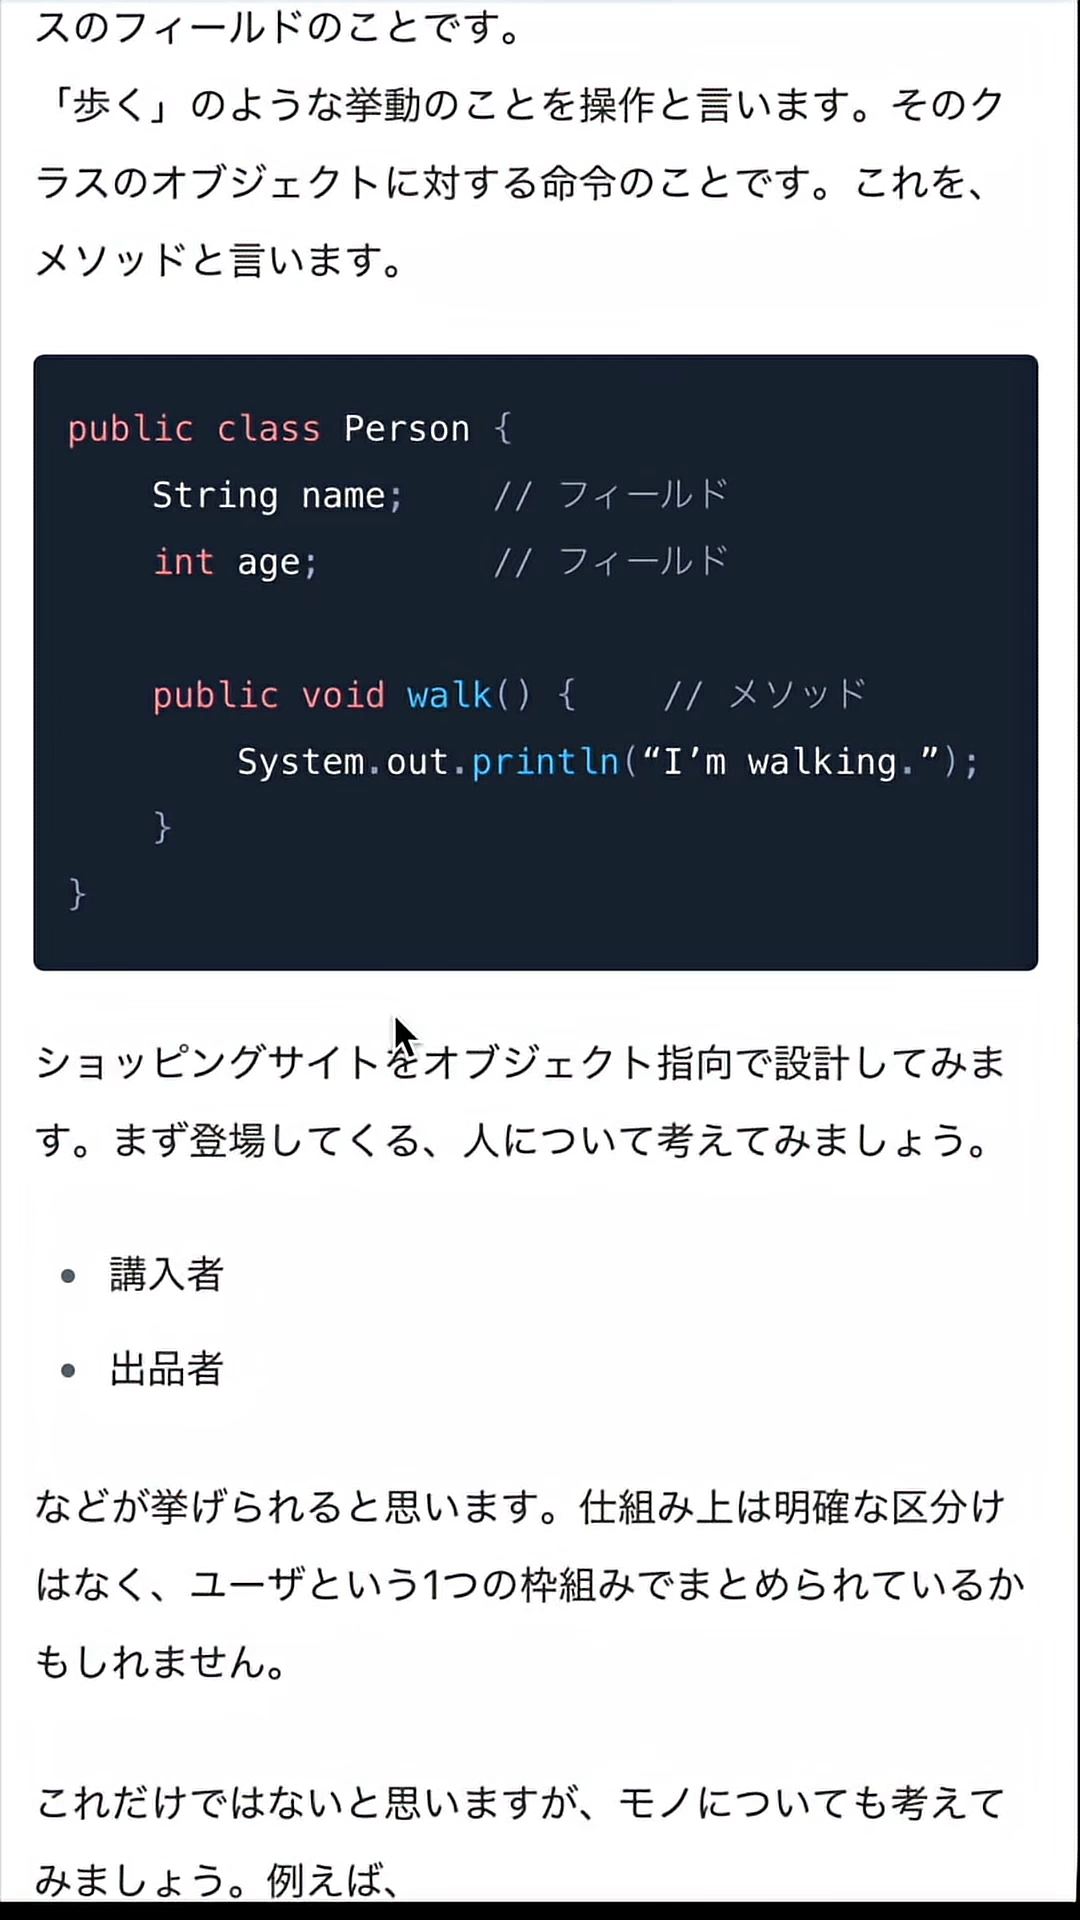 スのフィールドのことです。
「歩く」のような挙動のことを操作と言います。そのク
ラスのオブジェクトに対する命令のことです。これを、
メソッドと言います。
public class Person {
    String name;    // フィールド
    int age;        // フィールド
    public void walk() {    // メソッド
        System.out.println(“I’m walking.”);
    }
}
ショッピングサイトをオブジェクト指向で設計してみま
す。まず登場してくる、人について考えてみましょう。
• 講入者
• 出品者
などが挙げられると思います。仕組み上は明確な区分け
はなく、ユーザという1つの枠組みでまとめられているか
もしれません。
これだけではないと思いますが、モノについても考えて
みましょう。例えば、